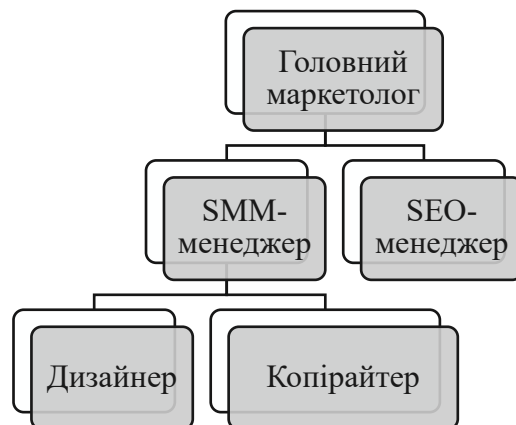 Головний
маркетолог
SMM-
менеджер
SEO-
менеджер
Дизайнер
Копірайтер